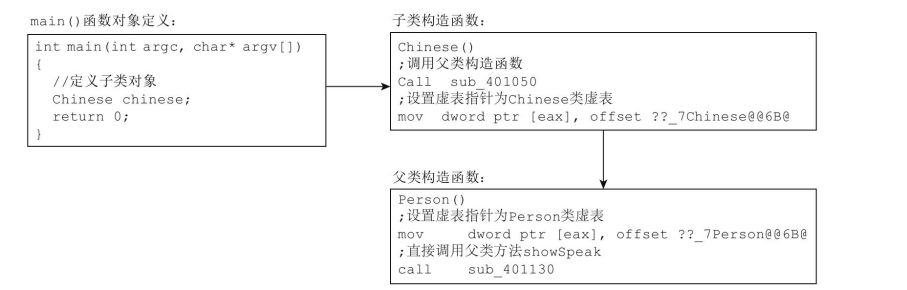 main()函数对象定义：
int main(int argc, char* argv[])
{
//定义子类对象
Chinese chinese;
return 0;
}
子类构造函数：
Chinese()
;调用父类构造函数
Call sub_401050
;设置虚表指针为Chinese类虚表
mov dword ptr [eax], offset ??_7Chinese@@6B@
父类构造函数：
Person()
;设置虚表指针为Person类虚表
mov dword ptr [eax], offset ??_7Person@@6B@
;直接调用父类方法showSpeak
call sub_401130